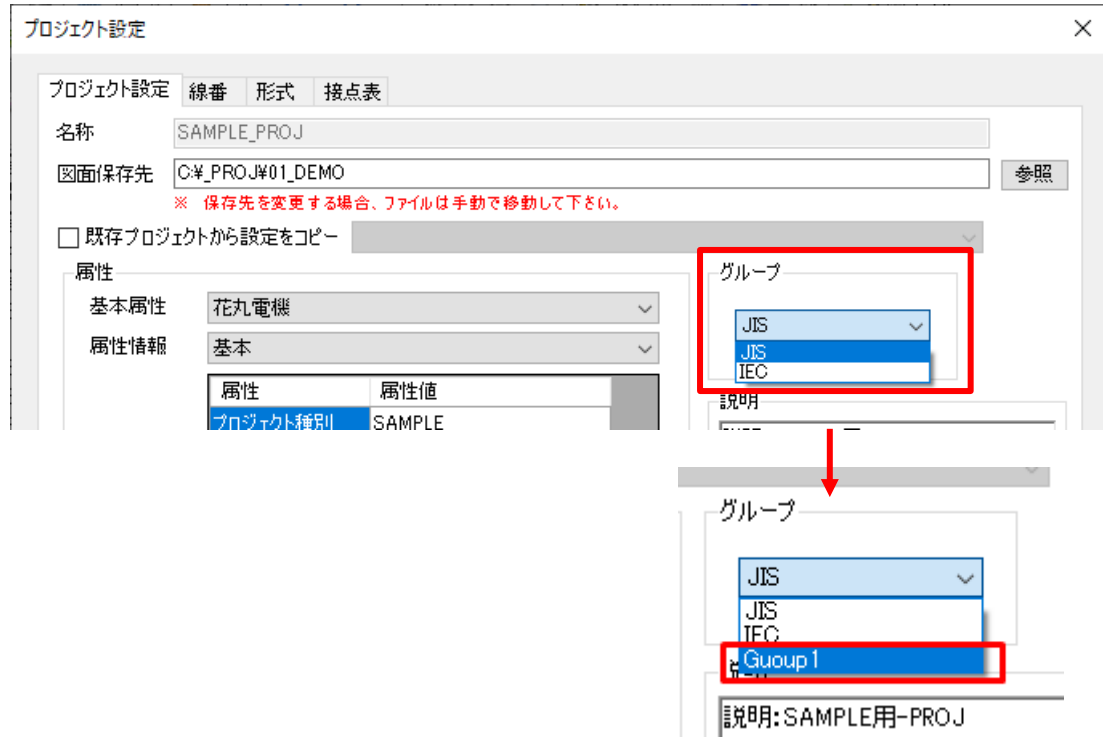 プロジェクト設定
プロジェクト設定 線番 形式 接点表
名称 SAMPLE_PROJ
図面保存先 C:¥_PROJ¥01_DEMO 参照
※ 保存先を変更する場合、ファイルは手動で移動して下さい。
既存プロジェクトから設定をコピー
属性
基本属性 花丸電機
属性情報 基本
属性 属性値
プロジェクト種別 SAMPLE
グループ
JIS
JIS
IEC
説明
グループ
JIS
JIS
IEC
Guoup1
説明:SAMPLE用-PROJ